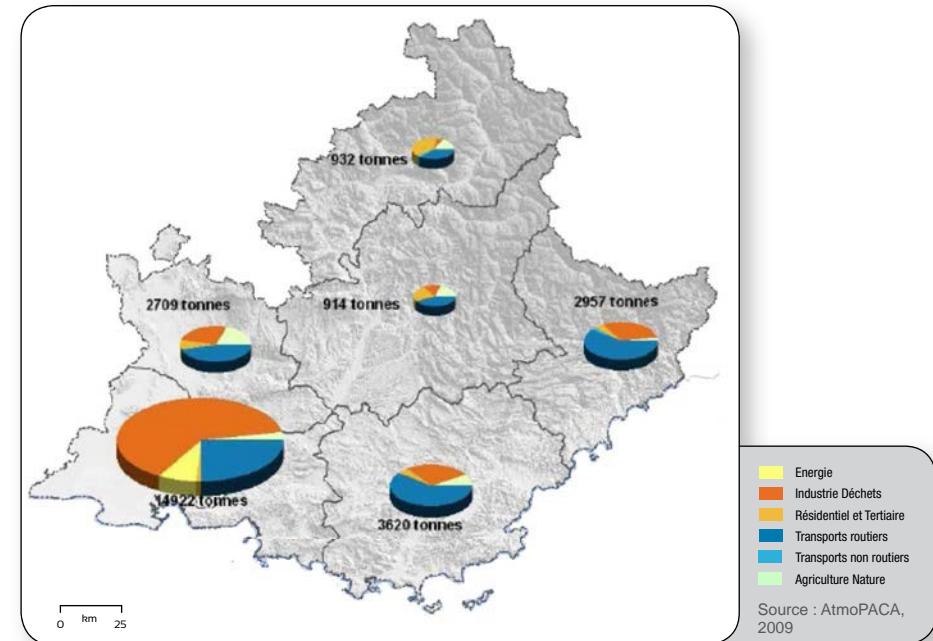 932 tonnes
2709 tonnes
914 tonnes
2957 tonnes
14922 tonnes
3620 tonnes
0 km 25
Energie
Industrie Déchets
Résidentiel et Tertiaire
Transports routiers
Transports non routiers
Agriculture Nature
Source : AtmoPACA,
2009